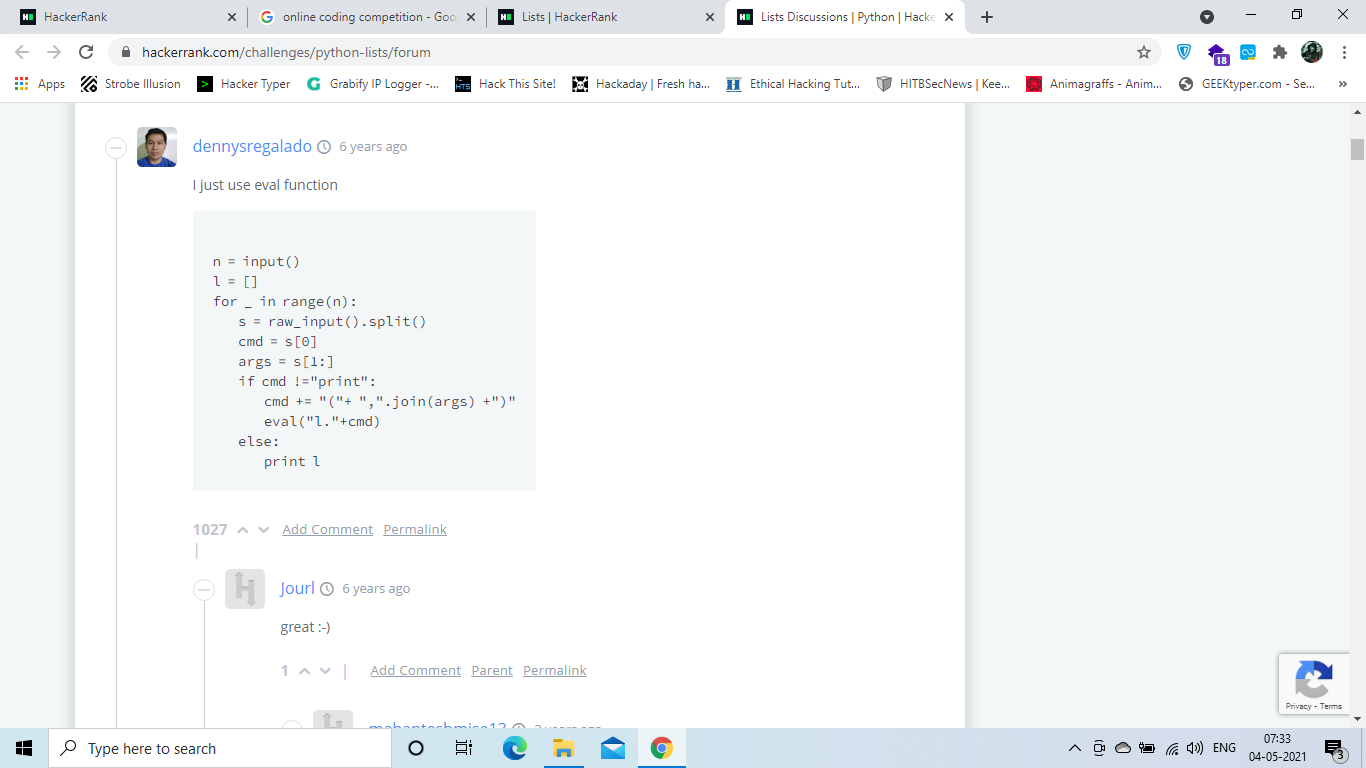 HackerRank
online coding competition - Goo
Lists | HackerRank
Lists Discussions | Python | Hacke
hackerrank.com/challenges/python-lists/forum
18
Apps
Strobe Illusion
Hacker Typer
Grabify IP Logger -...
HTS
Hack This Site!
Hackaday | Fresh ha...
Ethical Hacking Tut...
HITBSecNews | Kee...
Animagraffs - Anim...
GEEKtyper.com - Se...
»
dennysregalado 6 years ago
I just use eval function
n = input()
l = []
for _ in range(n):
s = raw_input().split()
cmd = s[0]
args = s[1:]
if cmd !="print":
cmd += "("+ ",".join(args) +")"
eval("l."+cmd)
else:
print l
1027 Add Comment Permalink
|
Jourl 6 years ago
great :-)
1 | Add Comment Parent Permalink
Privacy - Terms
Type here to search
ENG
07:33
04-05-2021
3